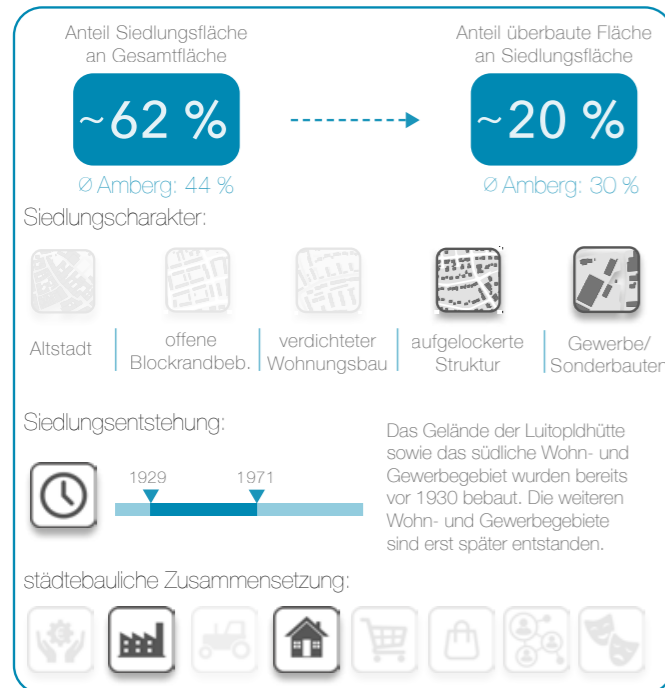 Anteil Siedlungsfläche
an Gesamtfläche
~62 %
Ø Amberg: 44 %
Anteil überbaute Fläche
an Siedlungsfläche
~20 %
Ø Amberg: 30 %
Siedlungscharakter:
Altstadt
offene
Blockrandbeb.
verdichteter
Wohnungsbau
aufgelockerte
Struktur
Gewerbe/
Sonderbauten
Siedlungsentstehung:
1929
1971
Das Gelände der Luitopldhütte
sowie das südliche Wohn- und
Gewerbegebiet wurden bereits
vor 1930 bebaut. Die weiteren
Wohn- und Gewerbegebiete
sind erst später entstanden.
städtebauliche Zusammensetzung: